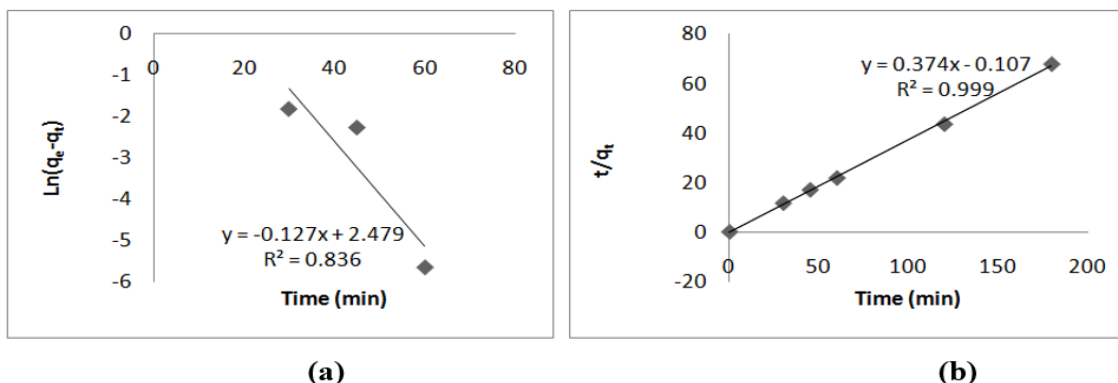 0
-1
-2
-3
-4
-5
-6
0
20
40
60
80
Ln(qe-qt)
y = -0.127x + 2.479
R² = 0.836
Time (min)
(a)
80
60
40
20
0
-20
0
50
100
150
200
t/qt
y = 0.374x - 0.107
R² = 0.999
Time (min)
(b)